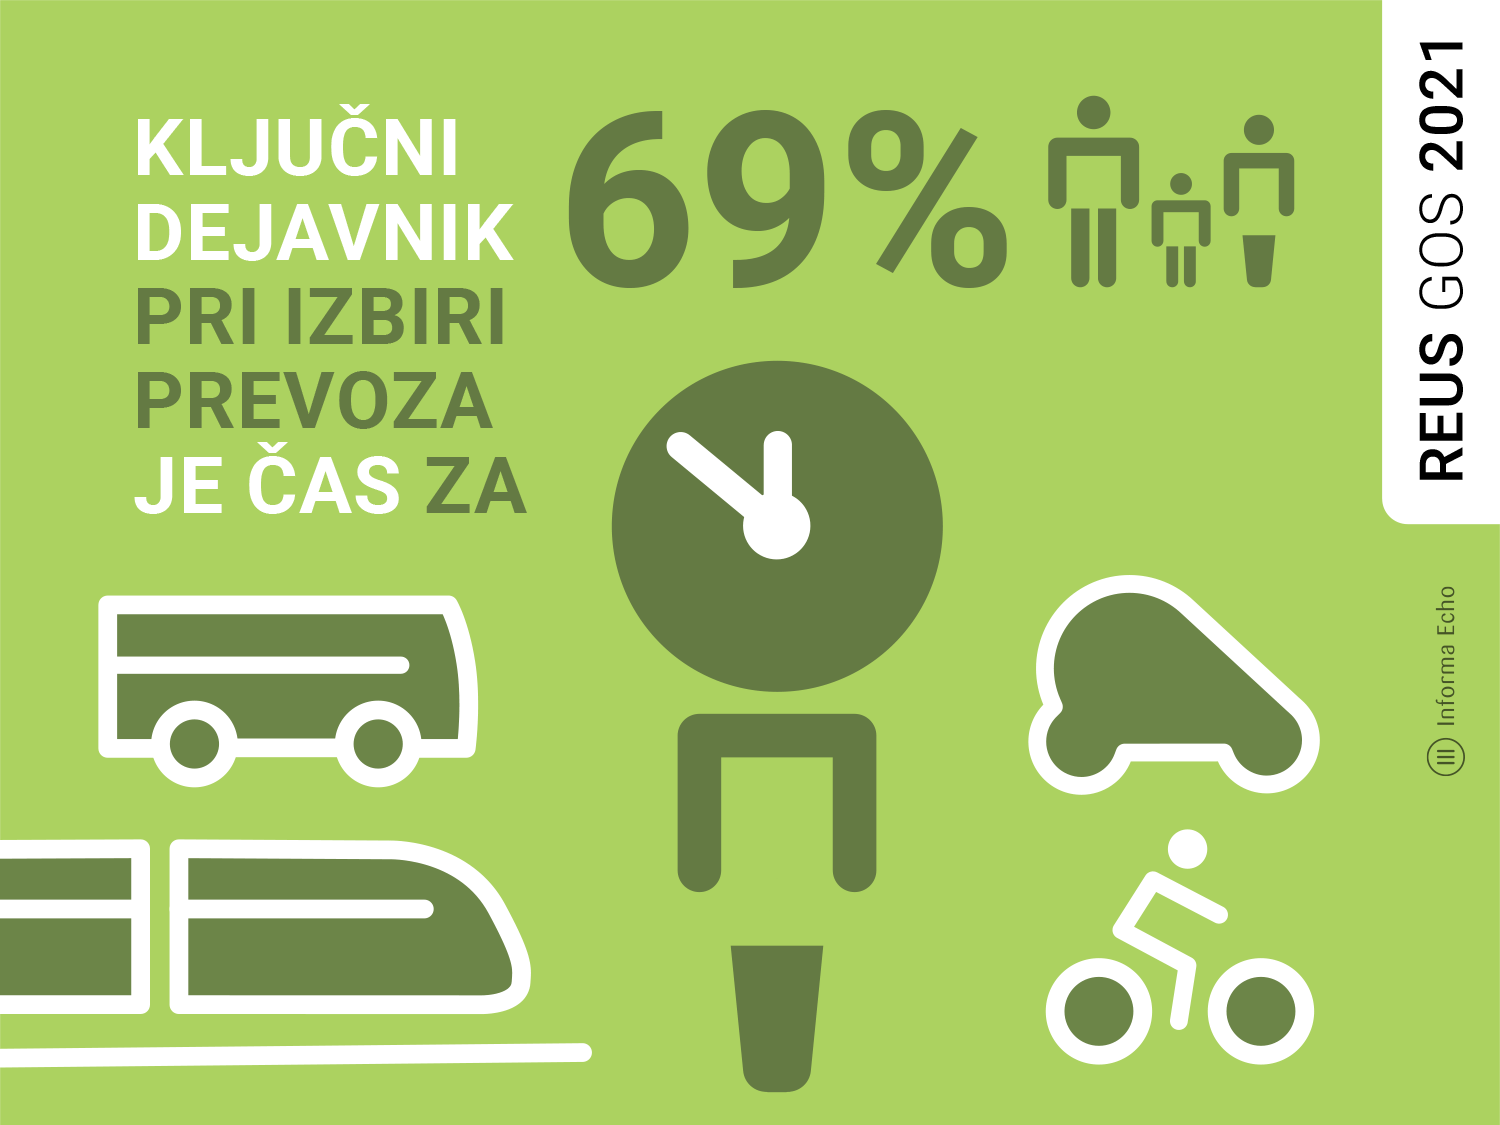 KLJUČNI
DEJAVNIK
PRI IZBIRI
PREVOZA
JE ČAS ZA
69%
REUS GOS 2021
Informa Echo